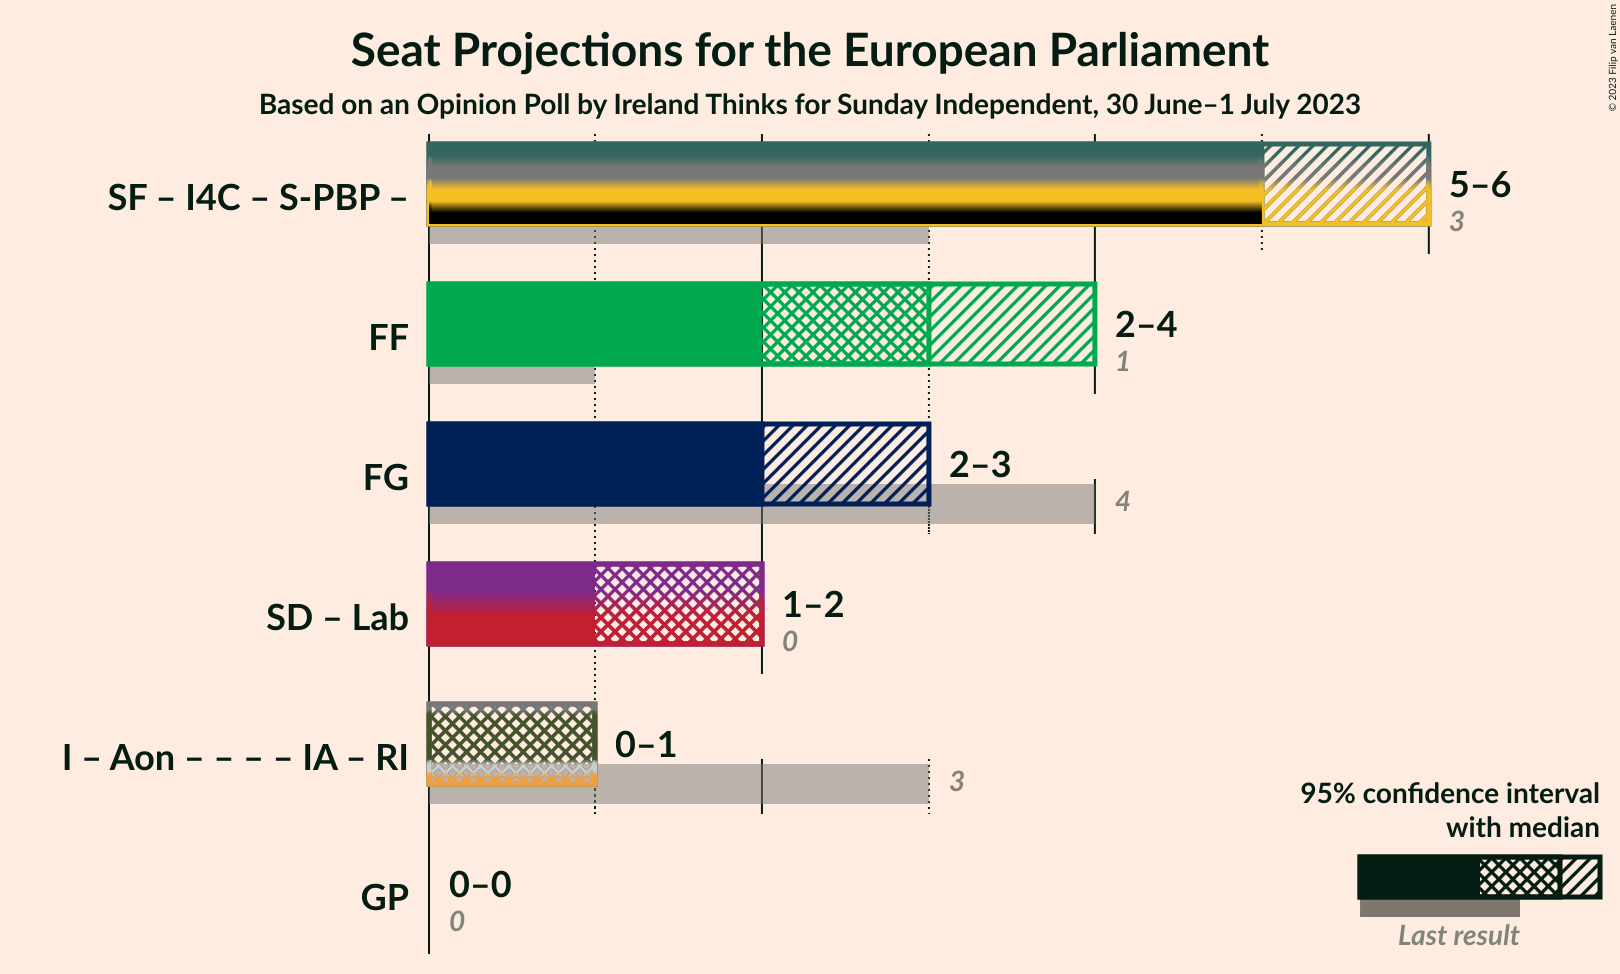 Seat Projections for the European Parliament
Based on an Opinion Poll by Ireland Thinks for Sunday Independent, 30 June–1 July 2023
© 2023 Filip van Laenen
SF – I4C – S-PBP –
5–6
3
FF
2–4
1
FG
2–3
4
SD – Lab
1–2
0
I – Aon – – – – IA – RI
0–1
3
GP
0–0
0
95% confidence interval
with median
Last result